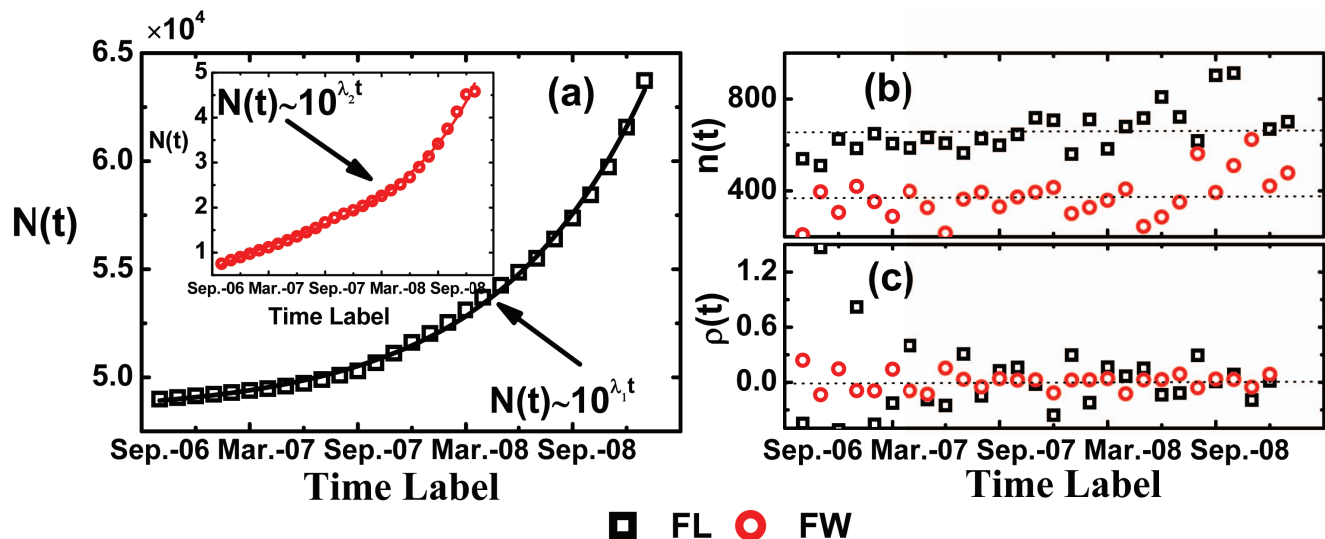 ×10⁴
6.5
6.0
5.5
5.0
N(t)
(a)
5
4
3
2
1
N(t)
N(t)~10^λ₂t
Sep.-06 Mar.-07 Sep.-07 Mar.-08 Sep.-08
Time Label
N(t)~10^λ₁t
Sep.-06 Mar.-07 Sep.-07 Mar.-08 Sep.-08
Time Label
(b)
800
400
n(t)
(c)
1.2
0.6
0.0
ρ(t)
Sep.-06 Mar.-07 Sep.-07 Mar.-08 Sep.-08
Time Label
FL FW